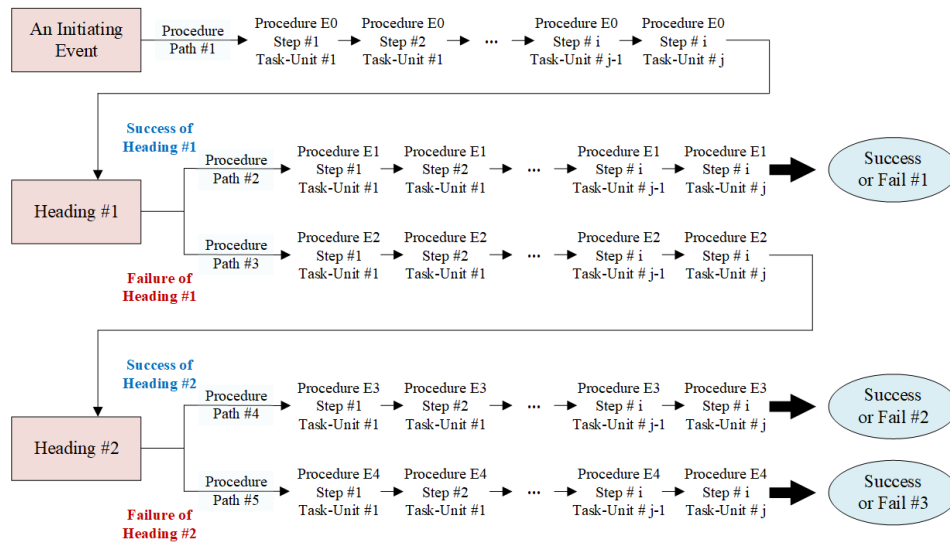 An Initiating
Event
Procedure
Path #1
Procedure E0
Step #1
Task-Unit #1
Procedure E0
Step #2
Task-Unit #1
...
Procedure E0
Step # i
Task-Unit # j-1
Procedure E0
Step # i
Task-Unit # j
Success of
Heading #1
Heading #1
Failure of
Heading #1
Procedure
Path #2
Procedure E1
Step #1
Task-Unit #1
Procedure E1
Step #2
Task-Unit #1
...
Procedure E1
Step # i
Task-Unit # j-1
Procedure E1
Step # i
Task-Unit # j
Success
or Fail #1
Procedure
Path #3
Procedure E2
Step #1
Task-Unit #1
Procedure E2
Step #2
Task-Unit #1
...
Procedure E2
Step # i
Task-Unit # j-1
Procedure E2
Step # i
Task-Unit # j
Success of
Heading #2
Heading #2
Failure of
Heading #2
Procedure
Path #4
Procedure E3
Step #1
Task-Unit #1
Procedure E3
Step #2
Task-Unit #1
...
Procedure E3
Step # i
Task-Unit # j-1
Procedure E3
Step # i
Task-Unit # j
Success
or Fail #2
Procedure
Path #5
Procedure E4
Step #1
Task-Unit #1
Procedure E4
Step #2
Task-Unit #1
...
Procedure E4
Step # i
Task-Unit # j-1
Procedure E4
Step # i
Task-Unit # j
Success
or Fail #3